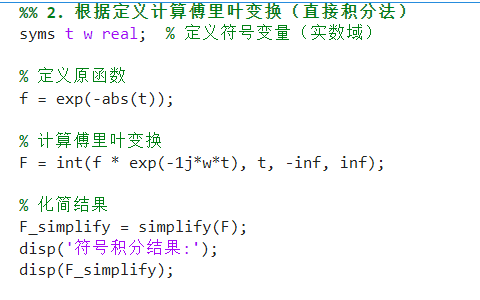 %% 2. 根据定义计算傅里叶变换（直接积分法）
syms t w real;  % 定义符号变量（实数域）
% 定义原函数
f = exp(-abs(t));
% 计算傅里叶变换
F = int(f * exp(-1j*w*t), t, -inf, inf);
% 化简结果
F_simplify = simplify(F);
disp('符号积分结果:');
disp(F_simplify);